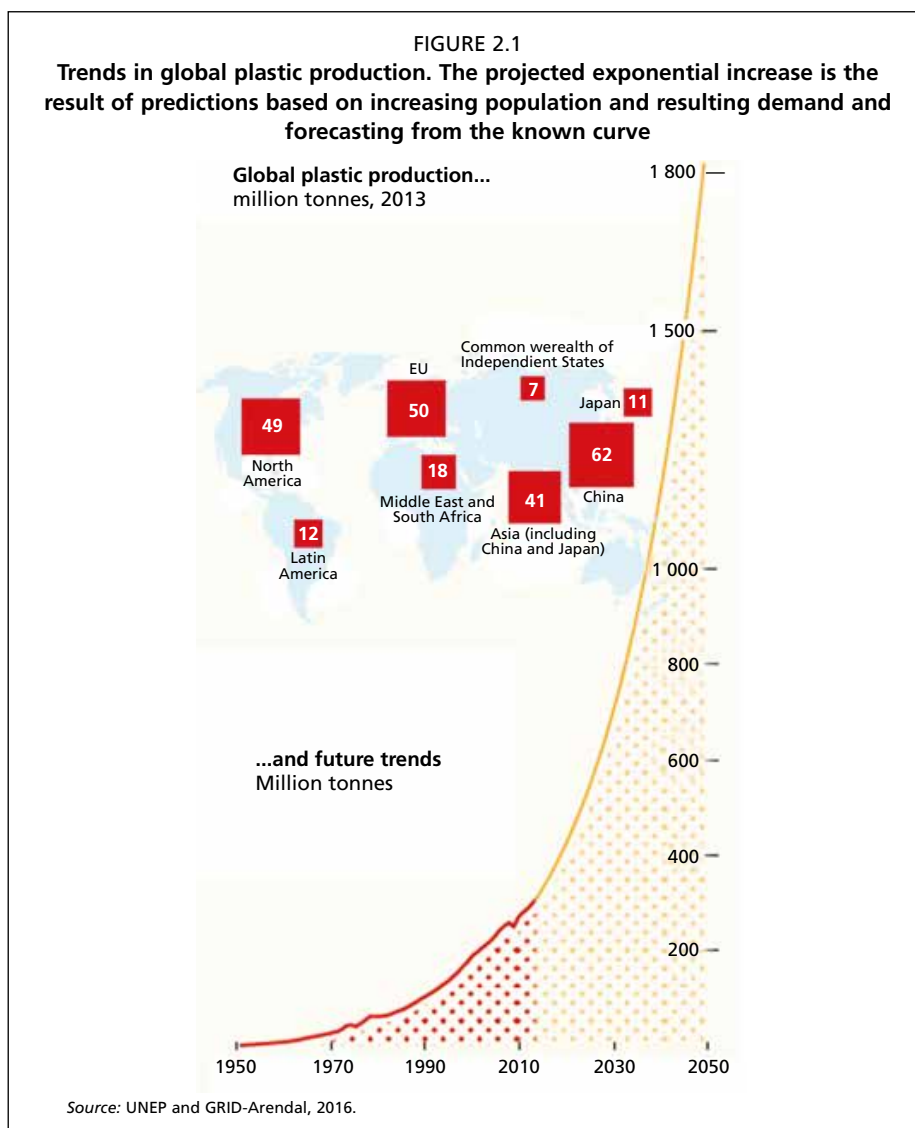 FIGURE 2.1
Trends in global plastic production. The projected exponential increase is the
result of predictions based on increasing population and resulting demand and
forecasting from the known curve
Global plastic production...
million tonnes, 2013
1 800
1 500
Common werealth of
Independient States
EU
7
Japan
11
50
49
62
North
America
18
China
Middle East and
South Africa
41
Asia (including
China and Japan)
12
Latin
America
1 000
800
...and future trends
Million tonnes
600
400
200
1950
1970
1990
2010
2030
2050
Source: UNEP and GRID-Arendal, 2016.